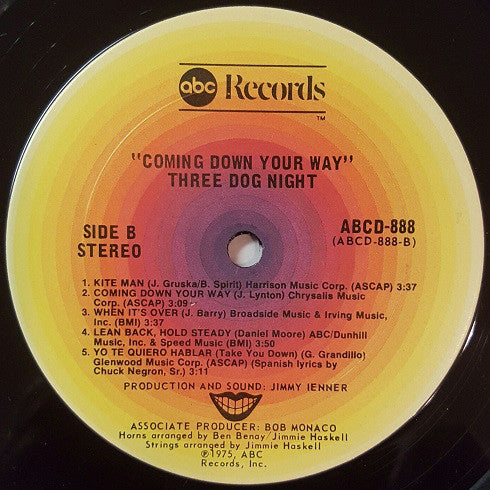 abc Records
TM
"COMING DOWN YOUR WAY"
THREE DOG NIGHT
SIDE B
STEREO
ABCD-888
(ABCD-888-B)
1. KITE MAN (J. Gruska/B. Spirit) Harrison Music Corp. (ASCAP) 3:37
2. COMING DOWN YOUR WAY (J. Lynton) Chrysalis Music
Corp. (ASCAP) 3:09
3. WHEN IT'S OVER (J. Barry) Broadside Music & Irving Music,
Inc. (BMI) 3:37
4. LEAN BACK, HOLD STEADY (Daniel Moore) ABC/Dunhill
Music, Inc. & Speed Music (BMI) 3:50
5. YO TE QUIERO HABLAR (Take You Down) (G. Grandillo)
Glenwood Music Corp. (ASCAP) (Spanish lyrics by
Chuck Negron, Sr.) 3:11
PRODUCTION AND SOUND: JIMMY IENNER
ASSOCIATE PRODUCER: BOB MONACO
Horns arranged by Ben Benay/Jimmie Haskell
Strings arranged by Jimmie Haskell
℗1975, ABC
Records, Inc.